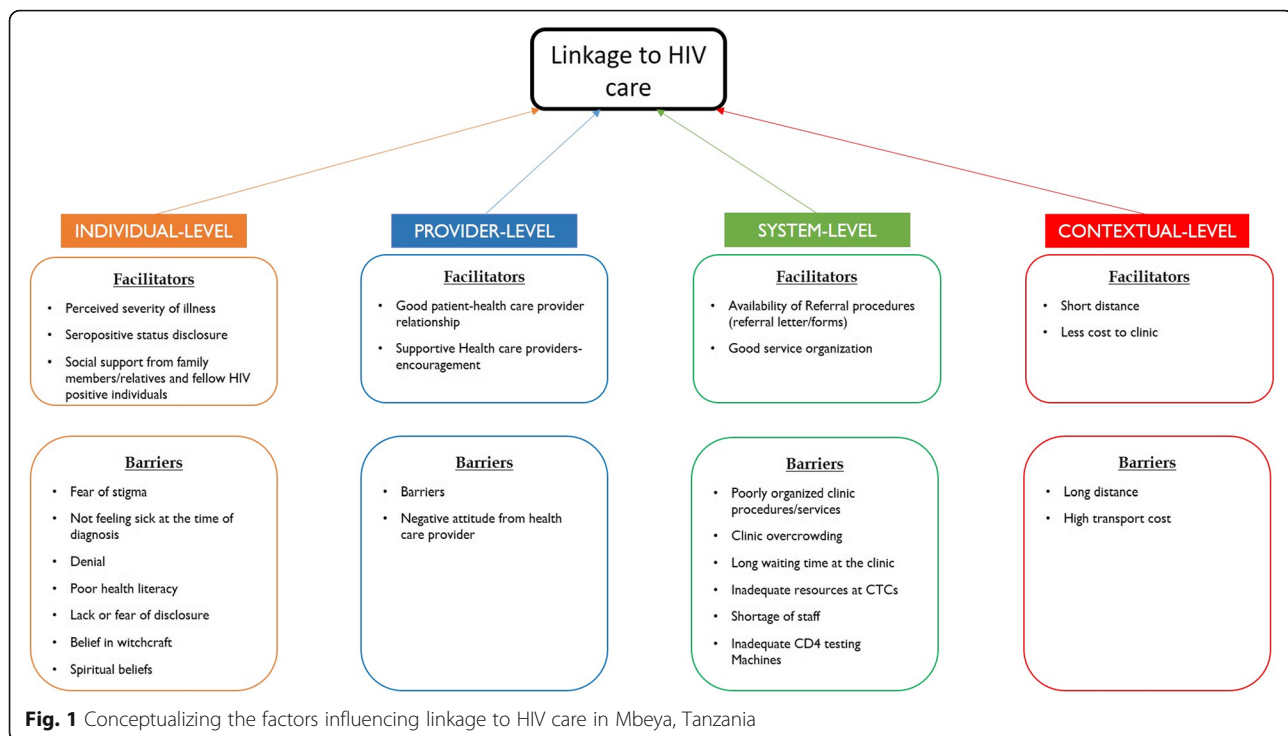 Linkage to HIV
care
INDIVIDUAL-LEVEL
Facilitators
• Perceived severity of illness
• Seropositive status disclosure
• Social support from family
members/relatives and fellow HIV
positive individuals
Barriers
• Fear of stigma
• Not feeling sick at the time of
diagnosis
• Denial
• Poor health literacy
• Lack or fear of disclosure
• Belief in witchcraft
• Spiritual beliefs
PROVIDER-LEVEL
Facilitators
• Good patient-health care provider
relationship
• Supportive Health care providers-
encouragement
Barriers
• Barriers
• Negative attitude from health
care provider
SYSTEM-LEVEL
Facilitators
• Availability of Referral procedures
(referral letter/forms)
• Good service organization
Barriers
• Poorly organized clinic
procedures/services
• Clinic overcrowding
• Long waiting time at the clinic
• Inadequate resources at CTCs
• Shortage of staff
• Inadequate CD4 testing
Machines
CONTEXTUAL-LEVEL
Facilitators
• Short distance
• Less cost to clinic
Barriers
• Long distance
• High transport cost
Fig. 1 Conceptualizing the factors influencing linkage to HIV care in Mbeya, Tanzania